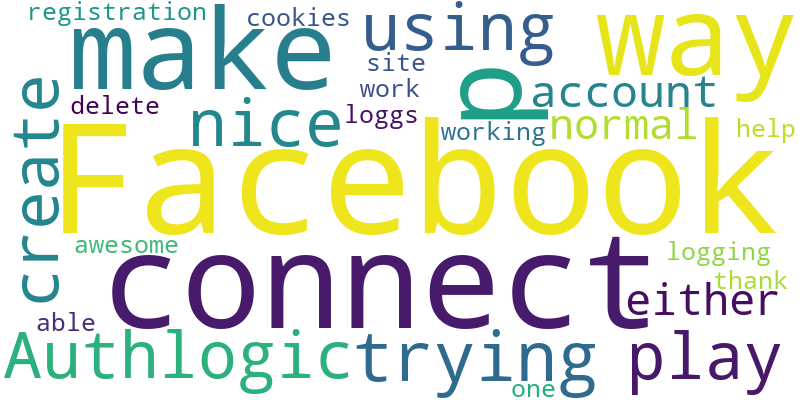 registration
cookies
make
using
way
site
work
delete
loggs
nice
p
account
create
working
normal
help
Facebook
awesome
connect
logging
thank
either
able
Authlogic
trying
play
one